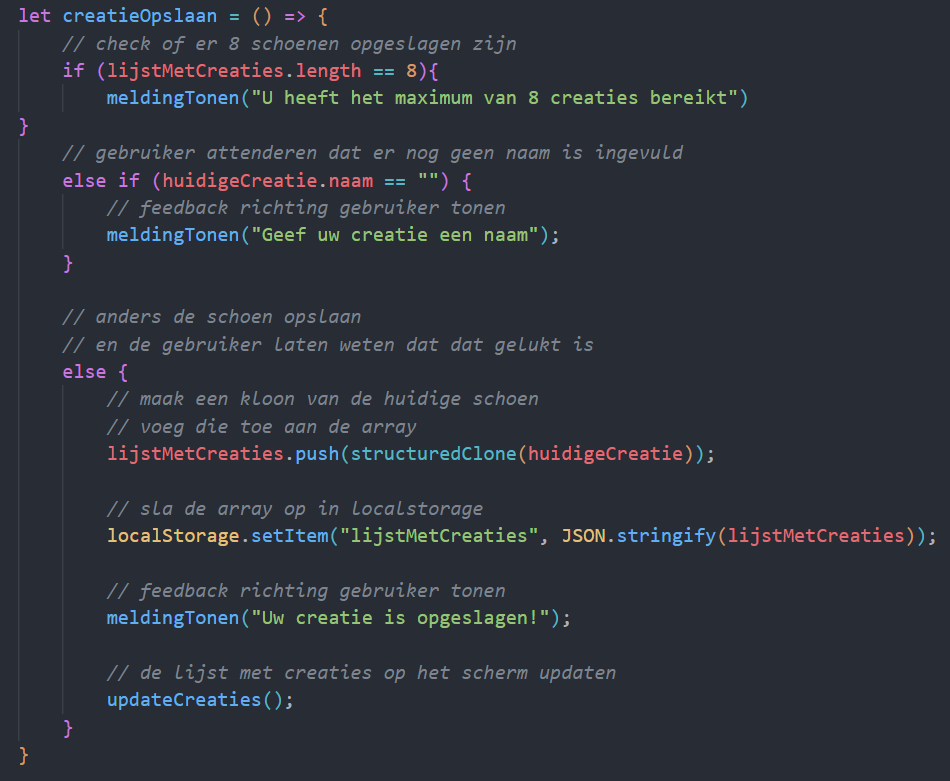 let creatieOpslaan = () => {
    // check of er 8 schoenen opgeslagen zijn
    if (lijstMetCreaties.length == 8){
        meldingTonen("U heeft het maximum van 8 creaties bereikt")
}
    // gebruiker attenderen dat er nog geen naam is ingevuld
    else if (huidigeCreatie.naam == "") {
        // feedback richting gebruiker tonen
        meldingTonen("Geef uw creatie een naam");
    }

    // anders de schoen opslaan
    // en de gebruiker laten weten dat dat gelukt is
    else {
        // maak een kloon van de huidige schoen
        // voeg die toe aan de array
        lijstMetCreaties.push(structuredClone(huidigeCreatie));

        // sla de array op in localstorage
        localStorage.setItem("lijstMetCreaties", JSON.stringify(lijstMetCreaties));

        // feedback richting gebruiker tonen
        meldingTonen("Uw creatie is opgeslagen!");

        // de lijst met creaties op het scherm updaten
        updateCreaties();
    }
}